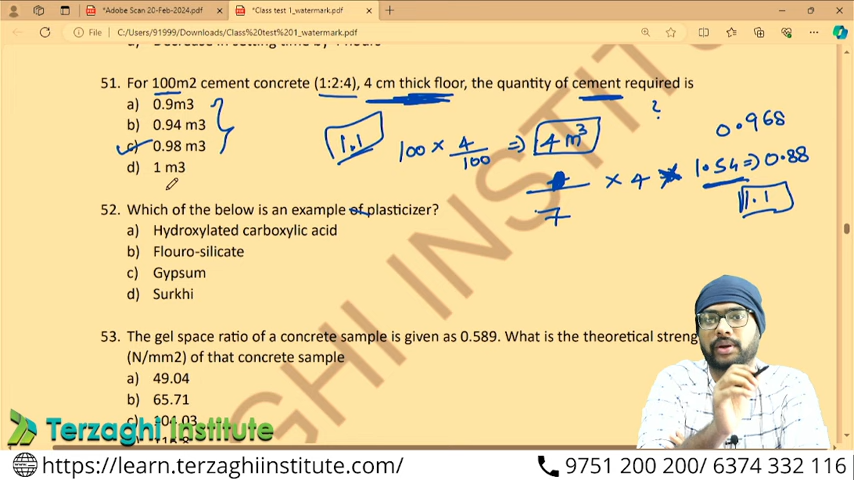 *Adobe Scan 20-Feb-2024.pdf
*Class test 1_watermark.pdf
File
C:/Users/91999/Downloads/Class%20test%201_watermark.pdf
51. For 100m2 cement concrete (1:2:4), 4 cm thick floor, the quantity of cement required is
a) 0.9m3
b) 0.94 m3
c) 0.98 m3
d) 1 m3
1.1
100 × 4/100 => 4 m³
?
0.968
/7 × 4
1.54 => 0.88
1.1
52. Which of the below is an example of plasticizer?
a) Hydroxylated carboxylic acid
b) Flouro-silicate
c) Gypsum
d) Surkhi
53. The gel space ratio of a concrete sample is given as 0.589. What is the theoretical streng
(N/mm2) of that concrete sample
a) 49.04
b) 65.71
c) 104.03
Terzaghi Institute
https://learn.terzaghiinstitute.com/
9751 200 200/ 6374 332 116